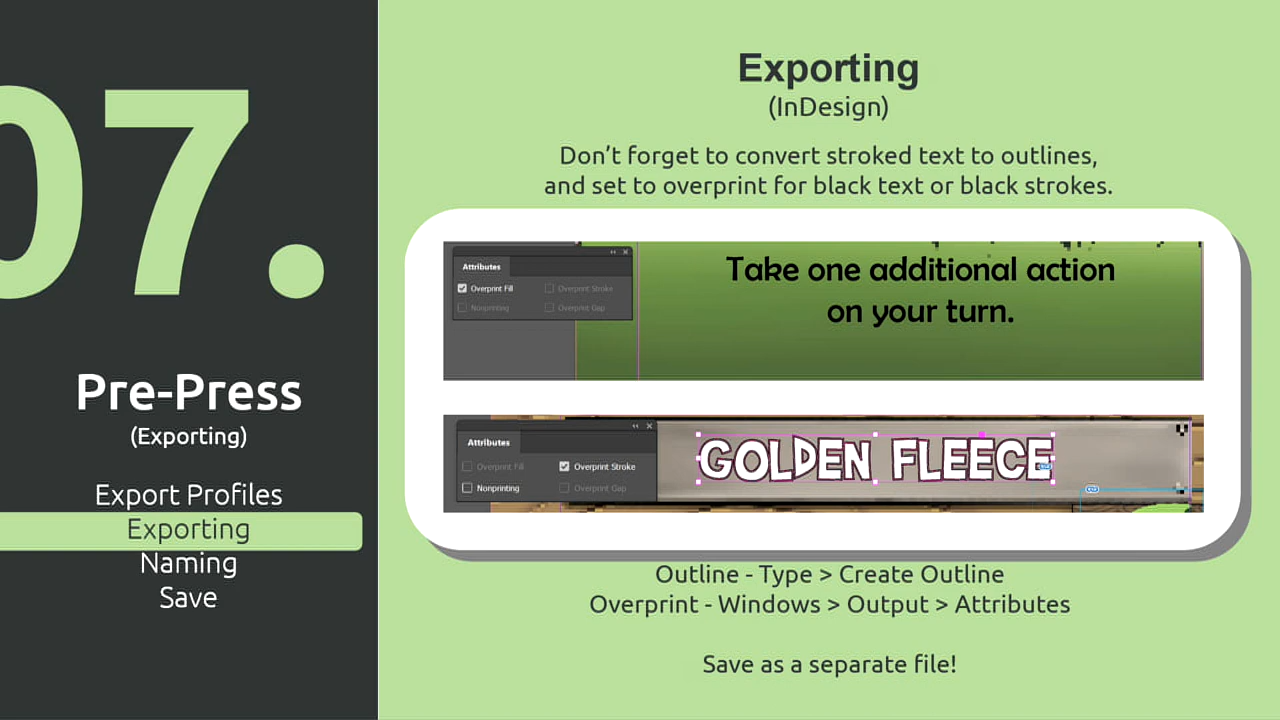 07.
Pre-Press
(Exporting)
Export Profiles
Exporting
Naming
Save
Exporting
(InDesign)
Don’t forget to convert stroked text to outlines,
and set to overprint for black text or black strokes.
Attributes
Overprint Fill
Overprint Stroke
Nonprinting
Overprint Gap
Take one additional action
on your turn.
Attributes
Overprint Fill
Overprint Stroke
Nonprinting
Overprint Gap
GOLDEN FLEECE
Outline - Type > Create Outline
Overprint - Windows > Output > Attributes
Save as a separate file!